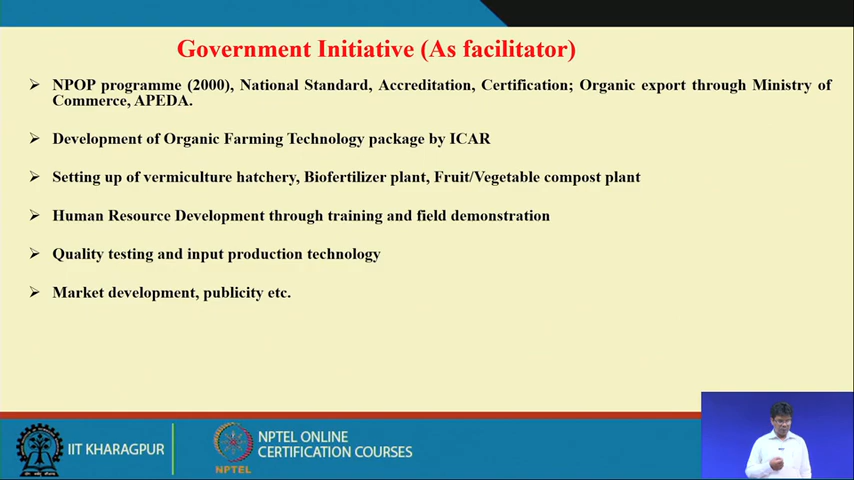 Government Initiative (As facilitator)
➢ NPOP programme (2000), National Standard, Accreditation, Certification; Organic export through Ministry of
Commerce, APEDA.
➢ Development of Organic Farming Technology package by ICAR
➢ Setting up of vermiculture hatchery, Biofertilizer plant, Fruit/Vegetable compost plant
➢ Human Resource Development through training and field demonstration
➢ Quality testing and input production technology
➢ Market development, publicity etc.
IIT KHARAGPUR
NPTEL
NPTEL ONLINE
CERTIFICATION COURSES